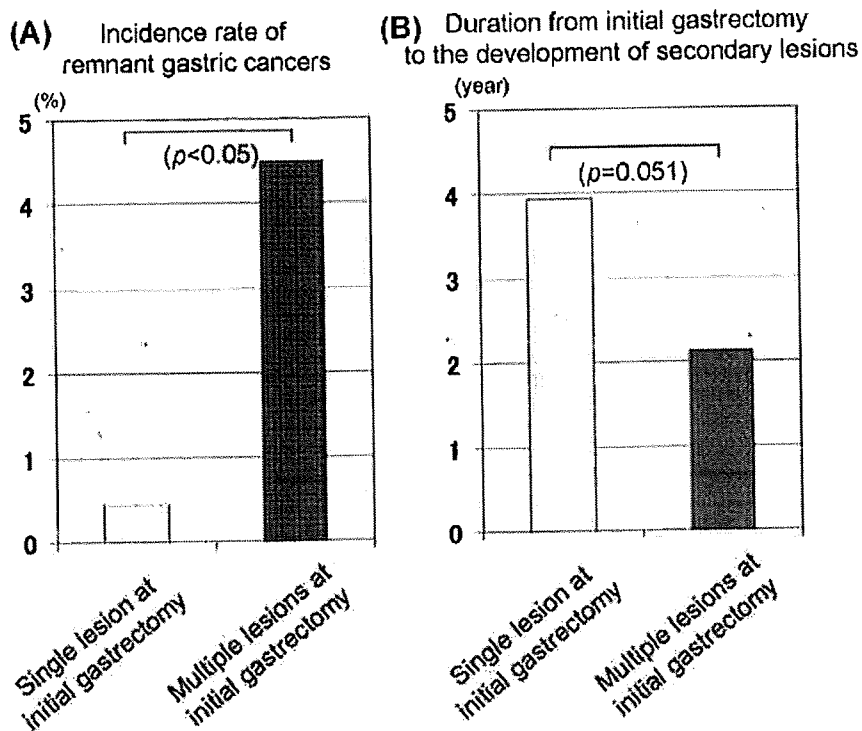 (A) Incidence rate of
remnant gastric cancers
(%)
5
4
3
2
1
0
(p<0.05)
Single lesion at
initial gastrectomy
Multiple lesions at
initial gastrectomy
(B) Duration from initial gastrectomy
to the development of secondary lesions
(year)
5
4
3
2
1
0
(p=0.051)
Single lesion at
initial gastrectomy
Multiple lesions at
initial gastrectomy